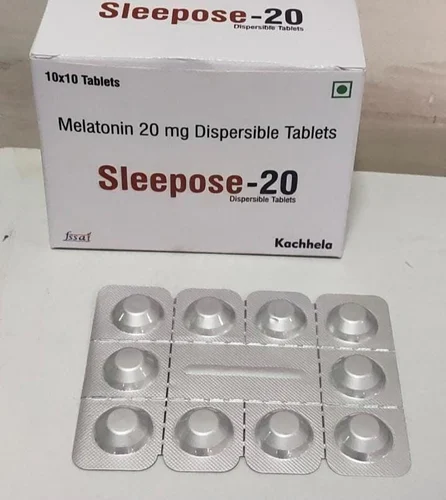 Sleepose-20
Dispersible Tablets
10x10 Tablets
Melatonin 20 mg Dispersible Tablets
Sleepose-20
Dispersible Tablets
fssai
Kachhela